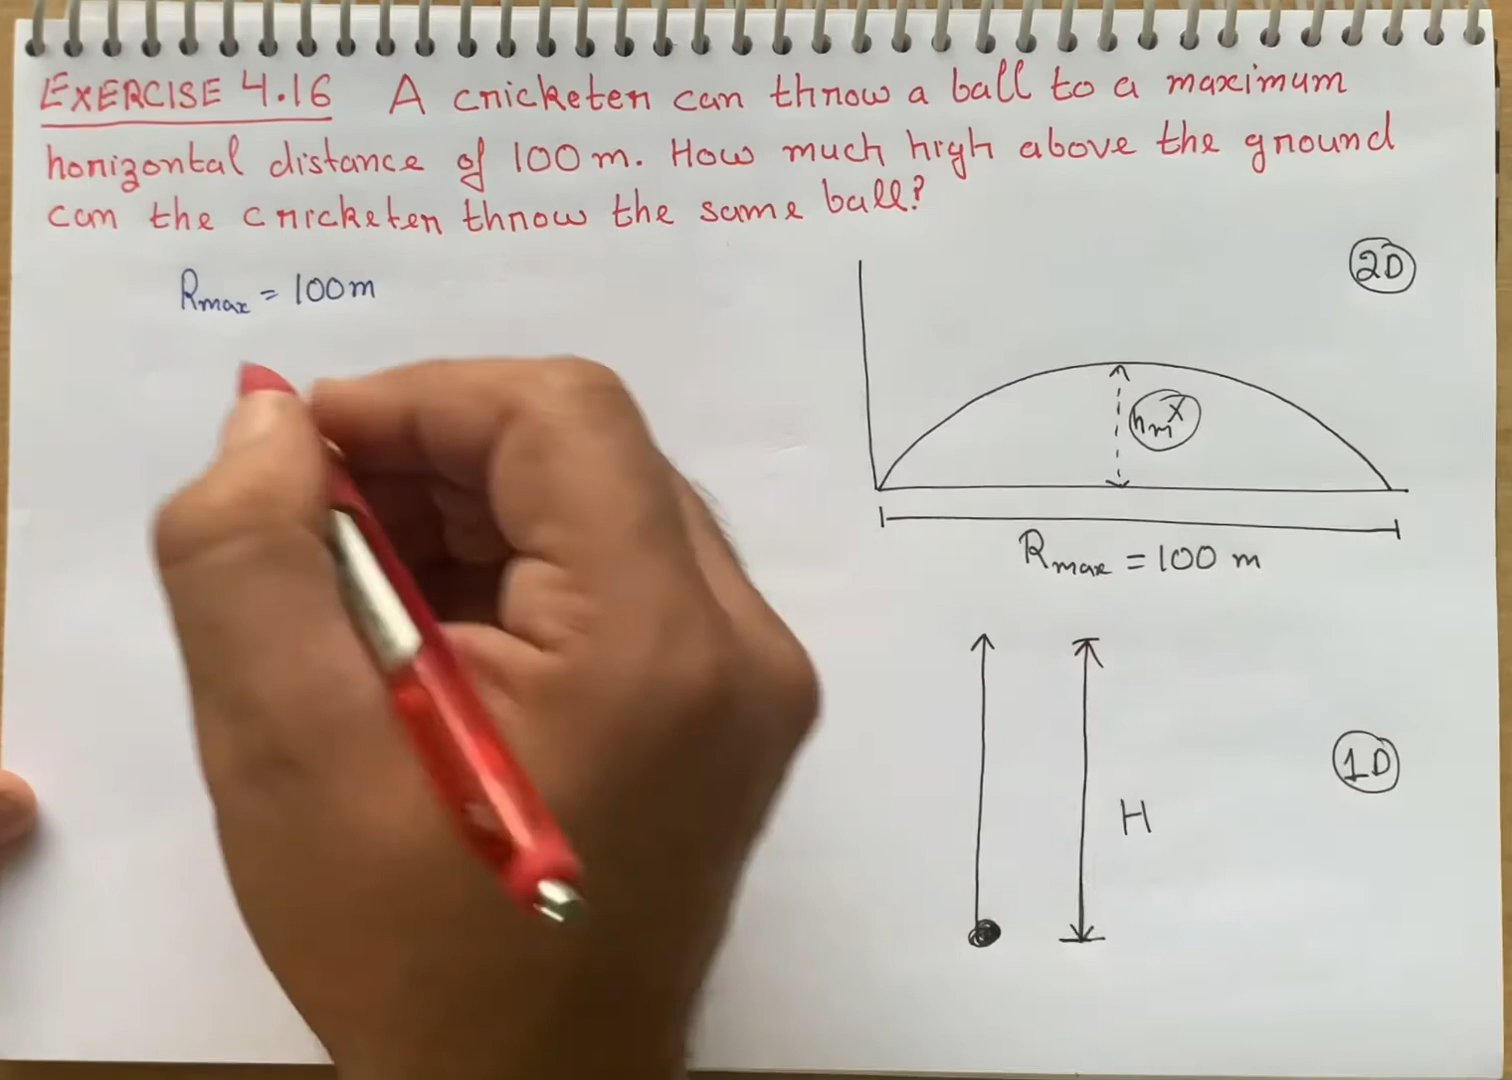 EXERCISE 4.16 A cricketer can throw a ball to a maximum
horizontal distance of 100 m. How much high above the ground
can the cricketer throw the same ball?
Rmax = 100m
2D
hm x
Rmax = 100 m
1D
H